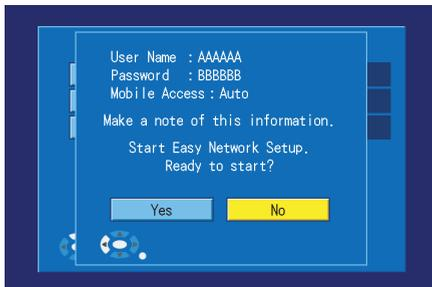 User Name : AAAAAA
Password : BBBBBB
Mobile Access : Auto
Make a note of this information.
Start Easy Network Setup.
Ready to start?
Yes No